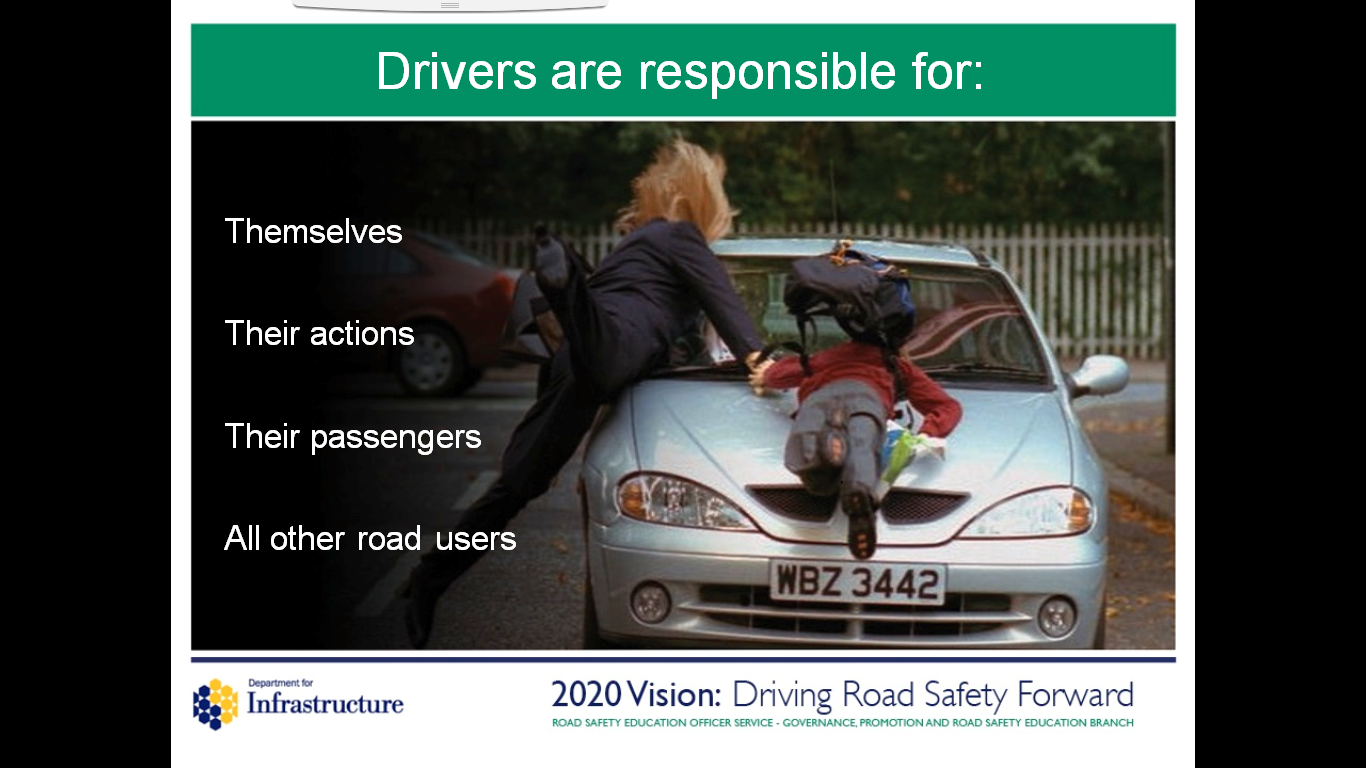 Drivers are responsible for:
Themselves
Their actions
Their passengers
All other road users
WBZ 3442
Department for
Infrastructure
2020 Vision: Driving Road Safety Forward
ROAD SAFETY EDUCATION OFFICER SERVICE - GOVERNANCE, PROMOTION AND ROAD SAFETY EDUCATION BRANCH